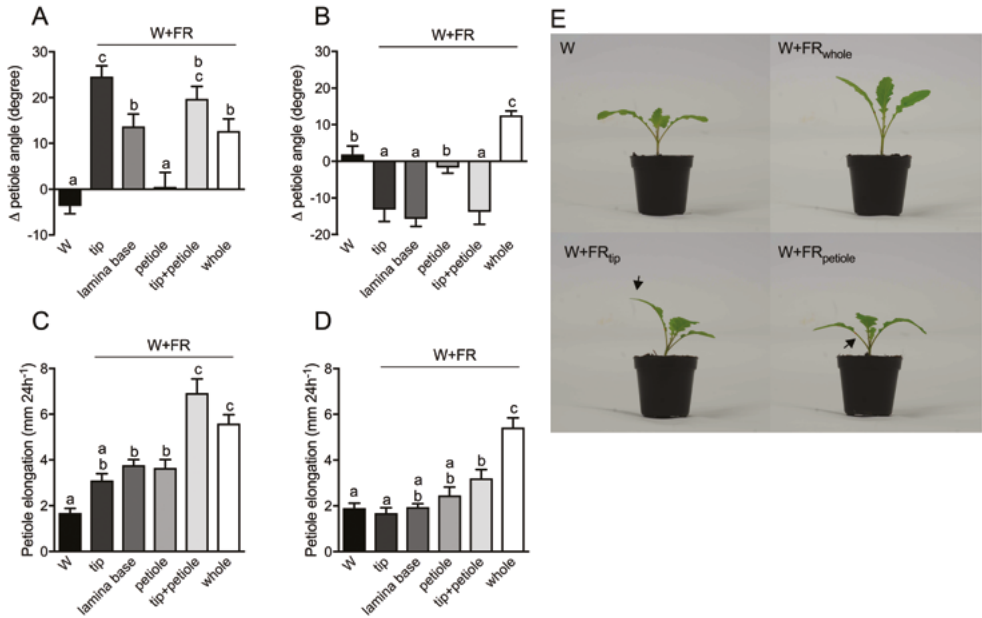 A
W+FR
Δ petiole angle (degree)
30
20
10
0
-10
a
c
b
a
b
c
b
W
tip
lamina base
petiole
tip+petiole
whole
B
W+FR
Δ petiole angle (degree)
30
20
10
0
-10
-20
b
a
a
b
a
c
W
tip
lamina base
petiole
tip+petiole
whole
C
W+FR
Petiole elongation (mm 24h⁻¹)
8
6
4
2
0
a
a
b
b
b
c
c
W
tip
lamina base
petiole
tip+petiole
whole
D
W+FR
Petiole elongation (mm 24h⁻¹)
8
6
4
2
0
a
a
a
b
a
b
b
c
W
tip
lamina base
petiole
tip+petiole
whole
E
W
W+FRwhole
W+FRtip
W+FRpetiole